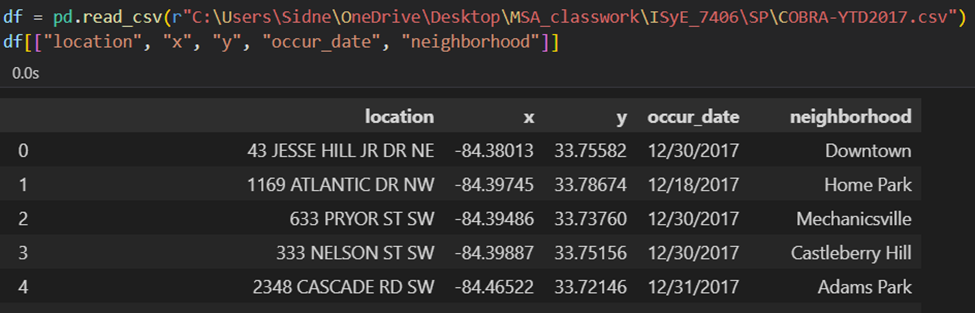 df = pd.read_csv(r"C:\Users\Sidne\OneDrive\Desktop\MSA_classwork\ISyE_7406\SP\COBRA-YTD2017.csv")
df[["location", "x", "y", "occur_date", "neighborhood"]]
0.0s
location x y occur_date neighborhood
0 43 JESSE HILL JR DR NE -84.38013 33.75582 12/30/2017 Downtown
1 1169 ATLANTIC DR NW -84.39745 33.78674 12/18/2017 Home Park
2 633 PRYOR ST SW -84.39486 33.73760 12/30/2017 Mechanicsville
3 333 NELSON ST SW -84.39887 33.75156 12/30/2017 Castleberry Hill
4 2348 CASCADE RD SW -84.46522 33.72146 12/31/2017 Adams Park